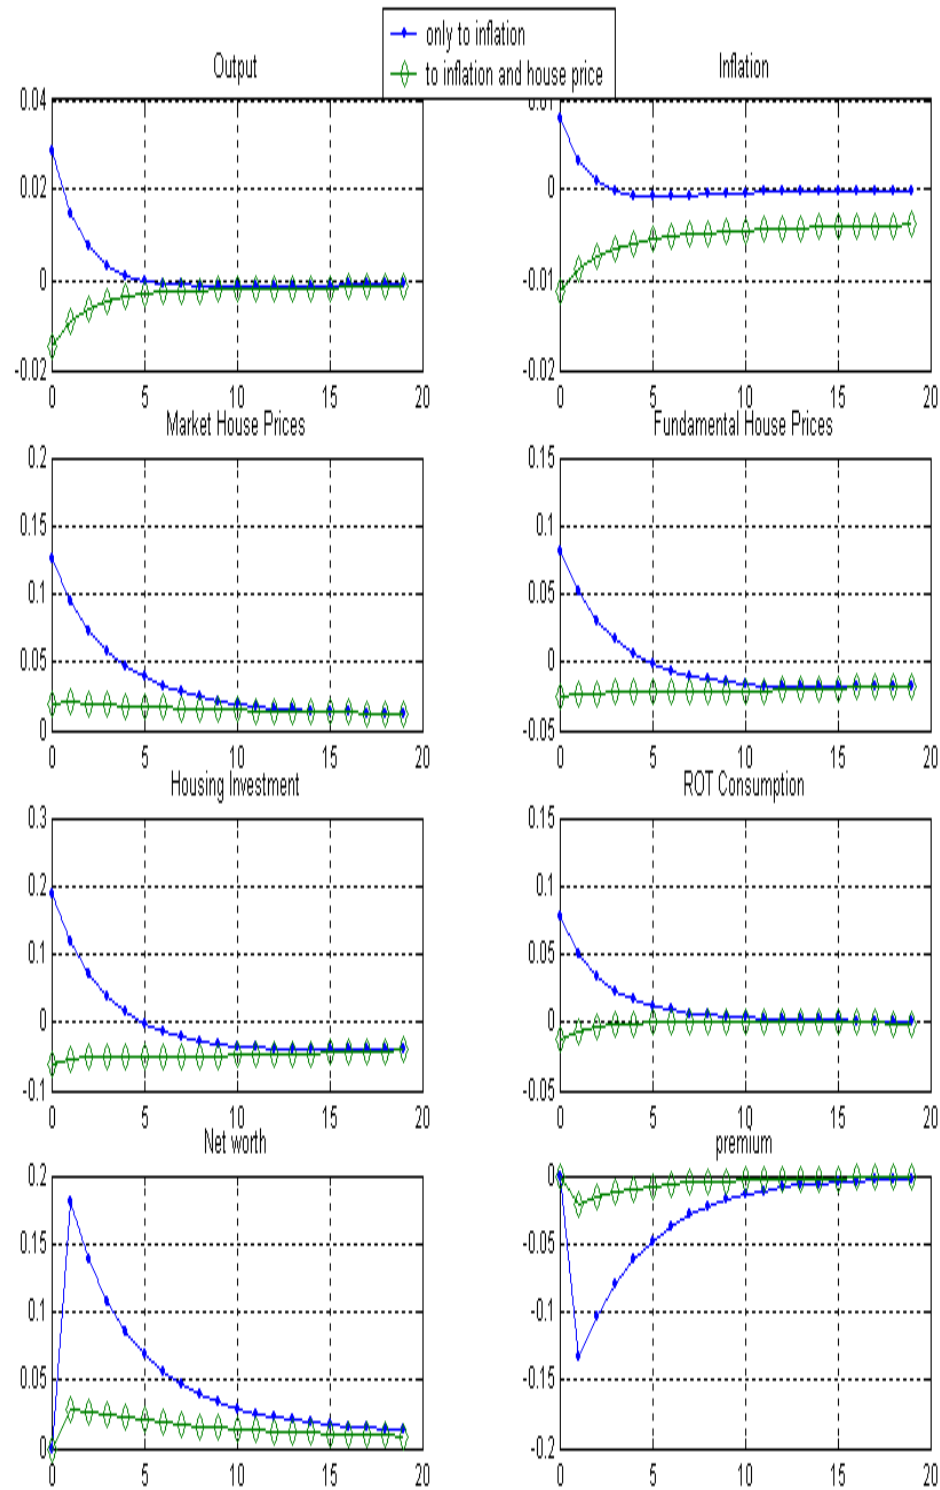 only to inflation
to inflation and house price
Output
0.04
0.02
0
-0.02
0 5 10 15 20
Inflation
0.01
0
-0.01
-0.02
0 5 10 15 20
Market House Prices
0.2
0.15
0.1
0.05
0
0 5 10 15 20
Fundamental House Prices
0.15
0.1
0.05
0
-0.05
0 5 10 15 20
Housing Investment
0.3
0.2
0.1
0
-0.1
0 5 10 15 20
ROT Consumption
0.15
0.1
0.05
0
-0.05
0 5 10 15 20
Net worth
0.2
0.15
0.1
0.05
0
0 5 10 15 20
premium
0
-0.05
-0.1
-0.15
-0.2
0 5 10 15 20